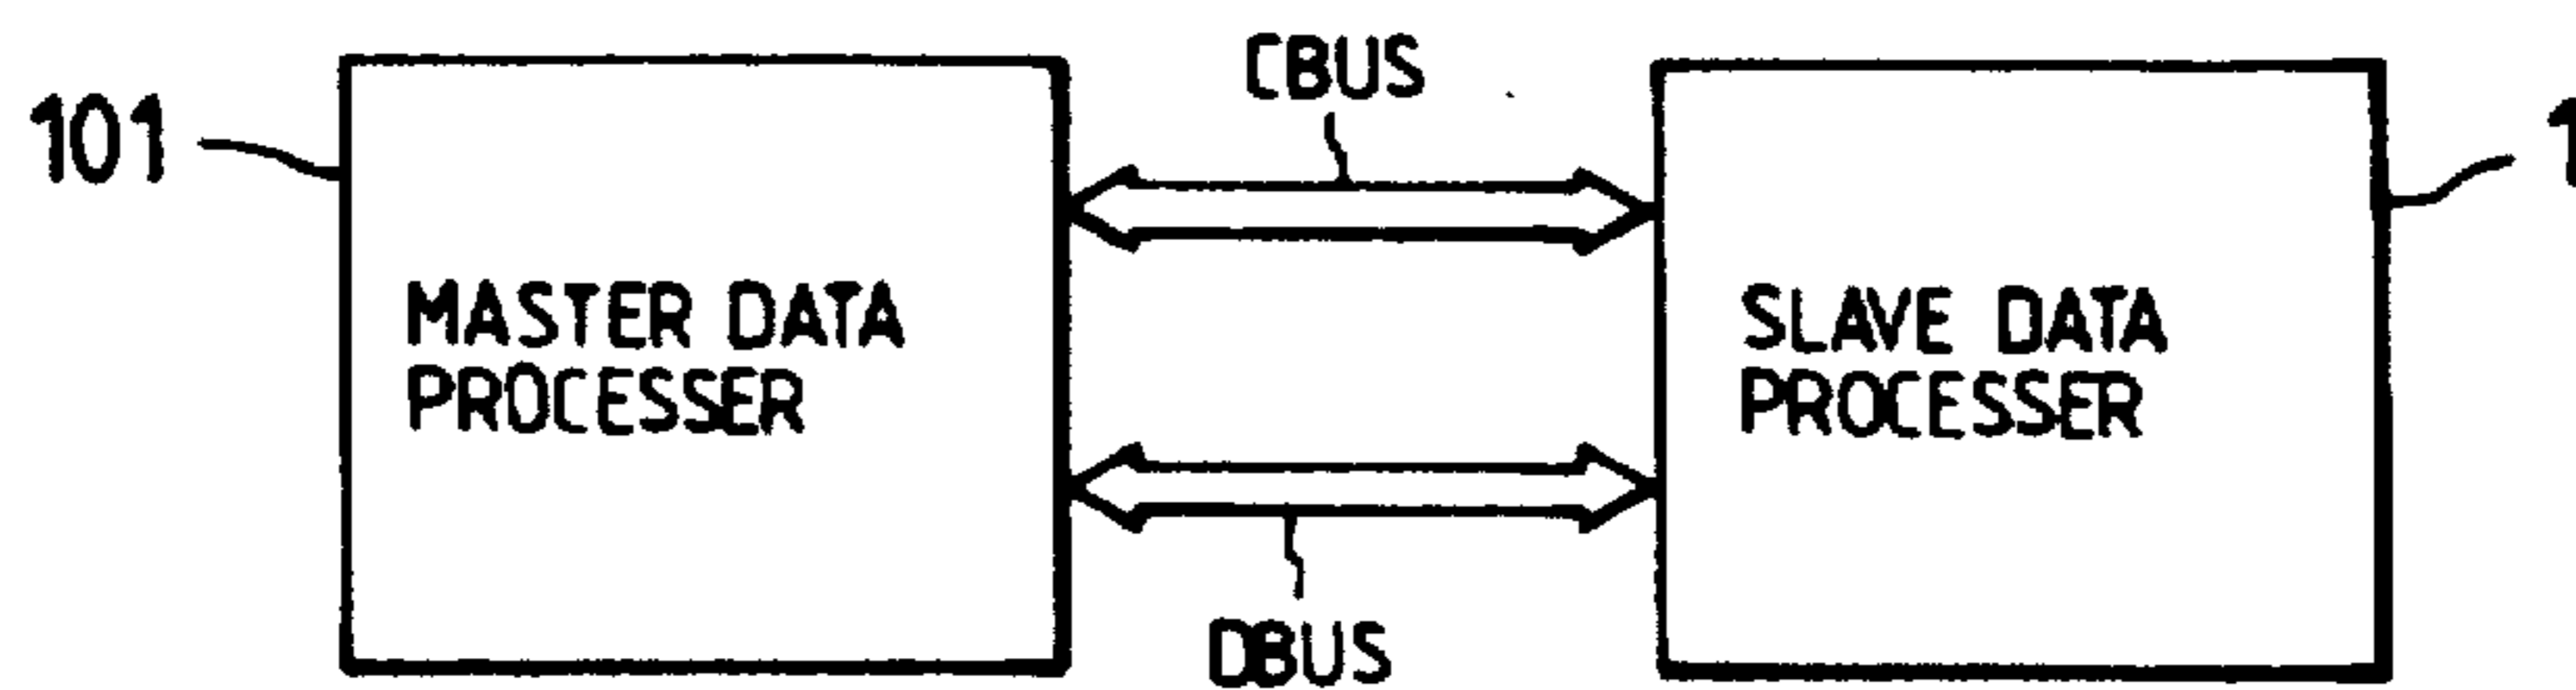 CBUS
101
MASTER DATA
PROCESSER
SLAVE DATA
PROCESSER
DBUS